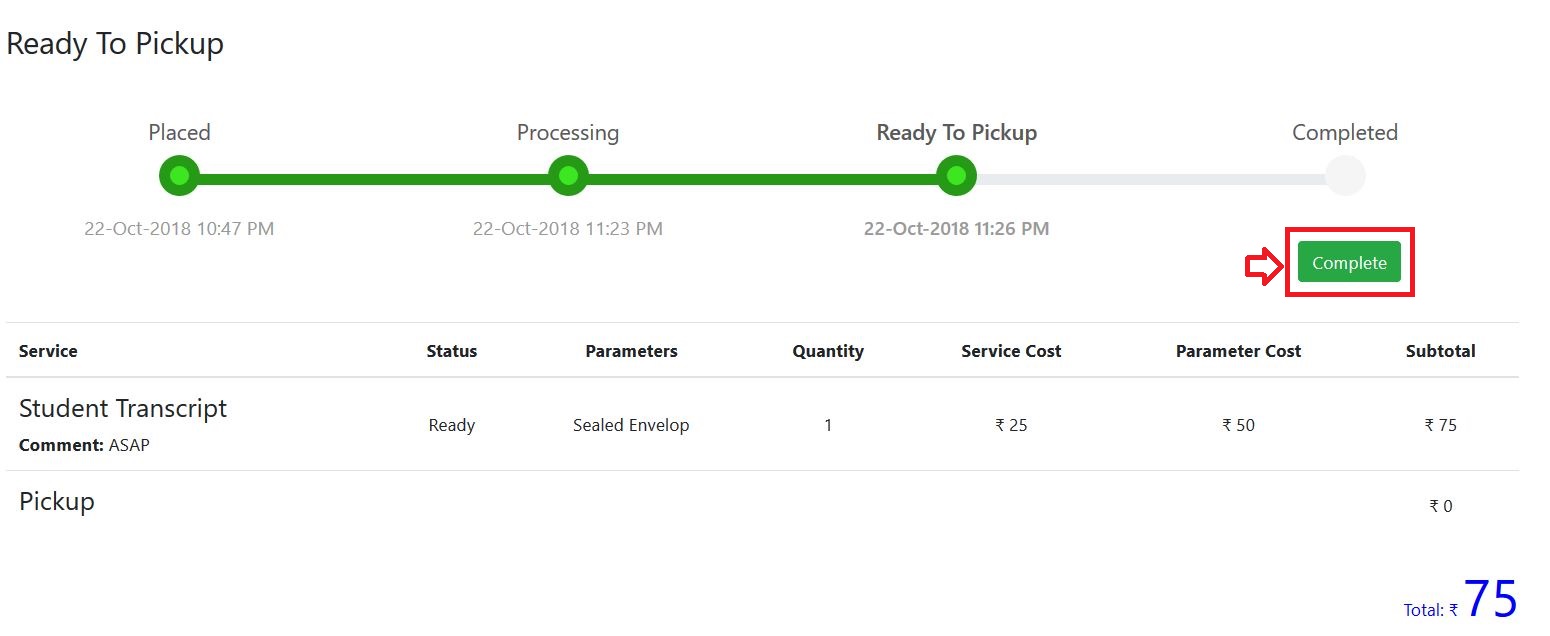 Ready To Pickup
Placed Processing Ready To Pickup Completed
22-Oct-2018 10:47 PM 22-Oct-2018 11:23 PM 22-Oct-2018 11:26 PM
Complete
Service Status Parameters Quantity Service Cost Parameter Cost Subtotal
Student Transcript
Ready Sealed Envelop 1 ₹ 25 ₹ 50 ₹ 75
Comment: ASAP
Pickup ₹ 0
Total: ₹ 75